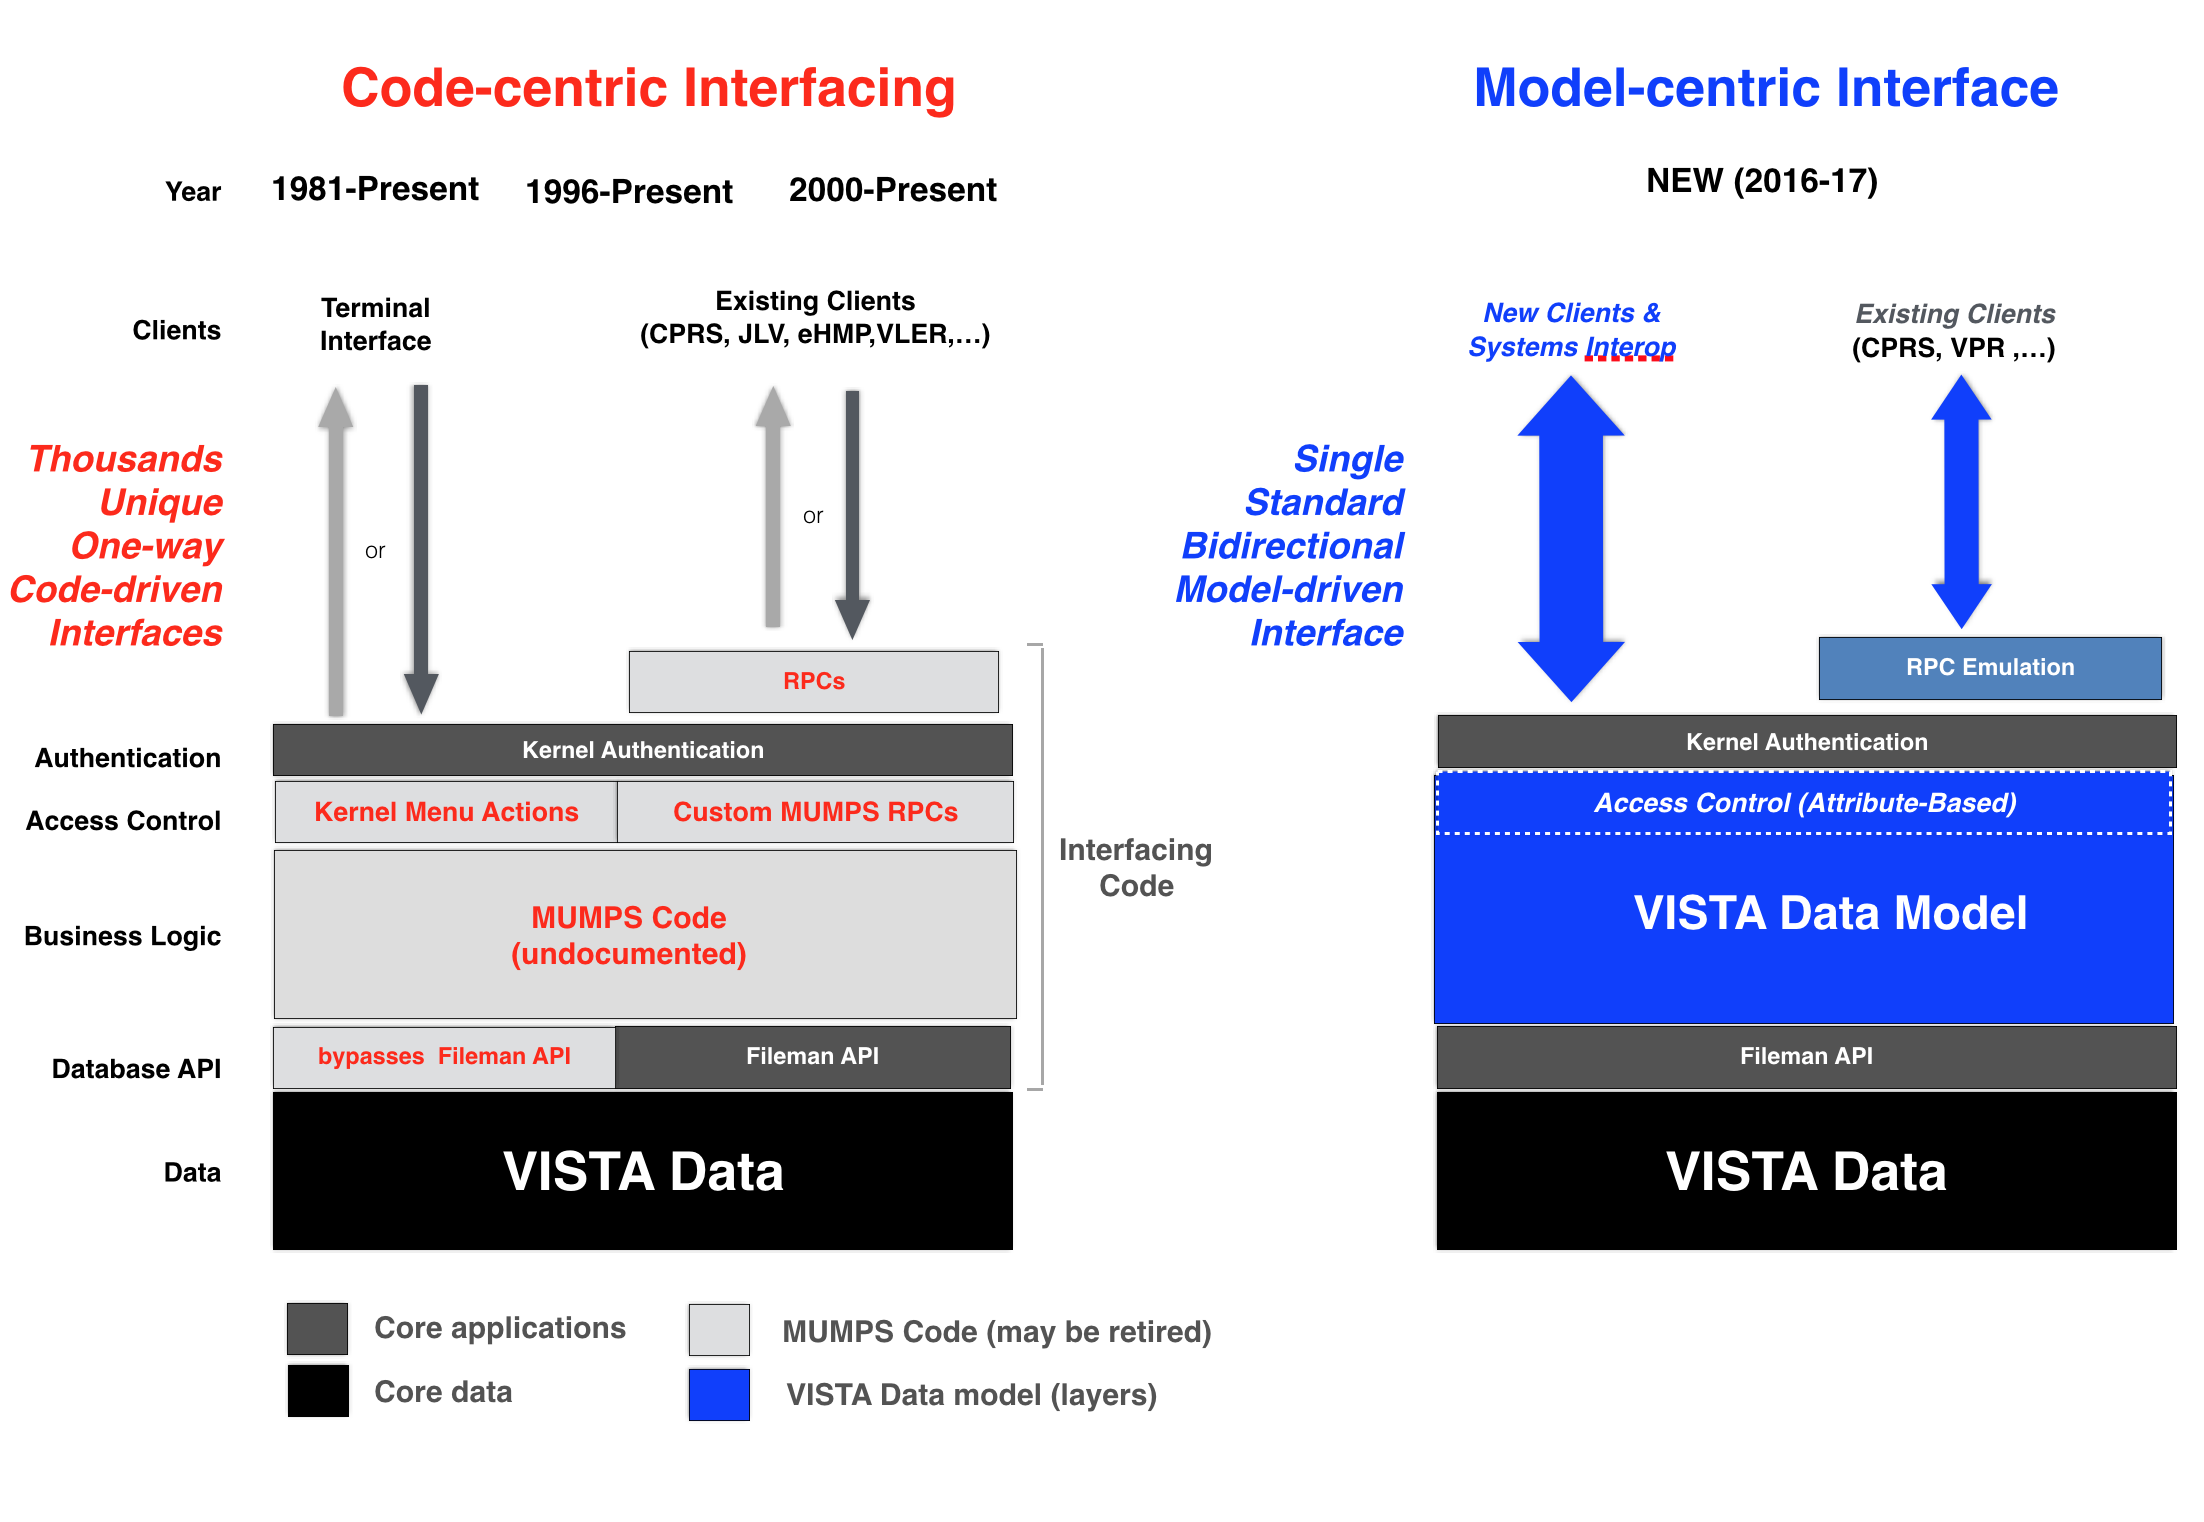 Code-centric Interfacing
Model-centric Interface
Year
1981-Present
1996-Present
2000-Present
NEW (2016-17)
Clients
Terminal
Interface
Existing Clients
(CPRS, JLV, eHMP,VLER,...)
New Clients &
Systems Interop
Existing Clients
(CPRS, VPR ,...)
Thousands
Unique
One-way
Code-driven
Interfaces
or
or
Single
Standard
Bidirectional
Model-driven
Interface
RPCs
RPC Emulation
Authentication
Kernel Authentication
Kernel Authentication
Access Control
Kernel Menu Actions
Custom MUMPS RPCs
Access Control (Attribute-Based)
Interfacing
Code
Business Logic
MUMPS Code
(undocumented)
VISTA Data Model
Database API
bypasses  Fileman API
Fileman API
Fileman API
Data
VISTA Data
VISTA Data
Core applications
MUMPS Code (may be retired)
Core data
VISTA Data model (layers)